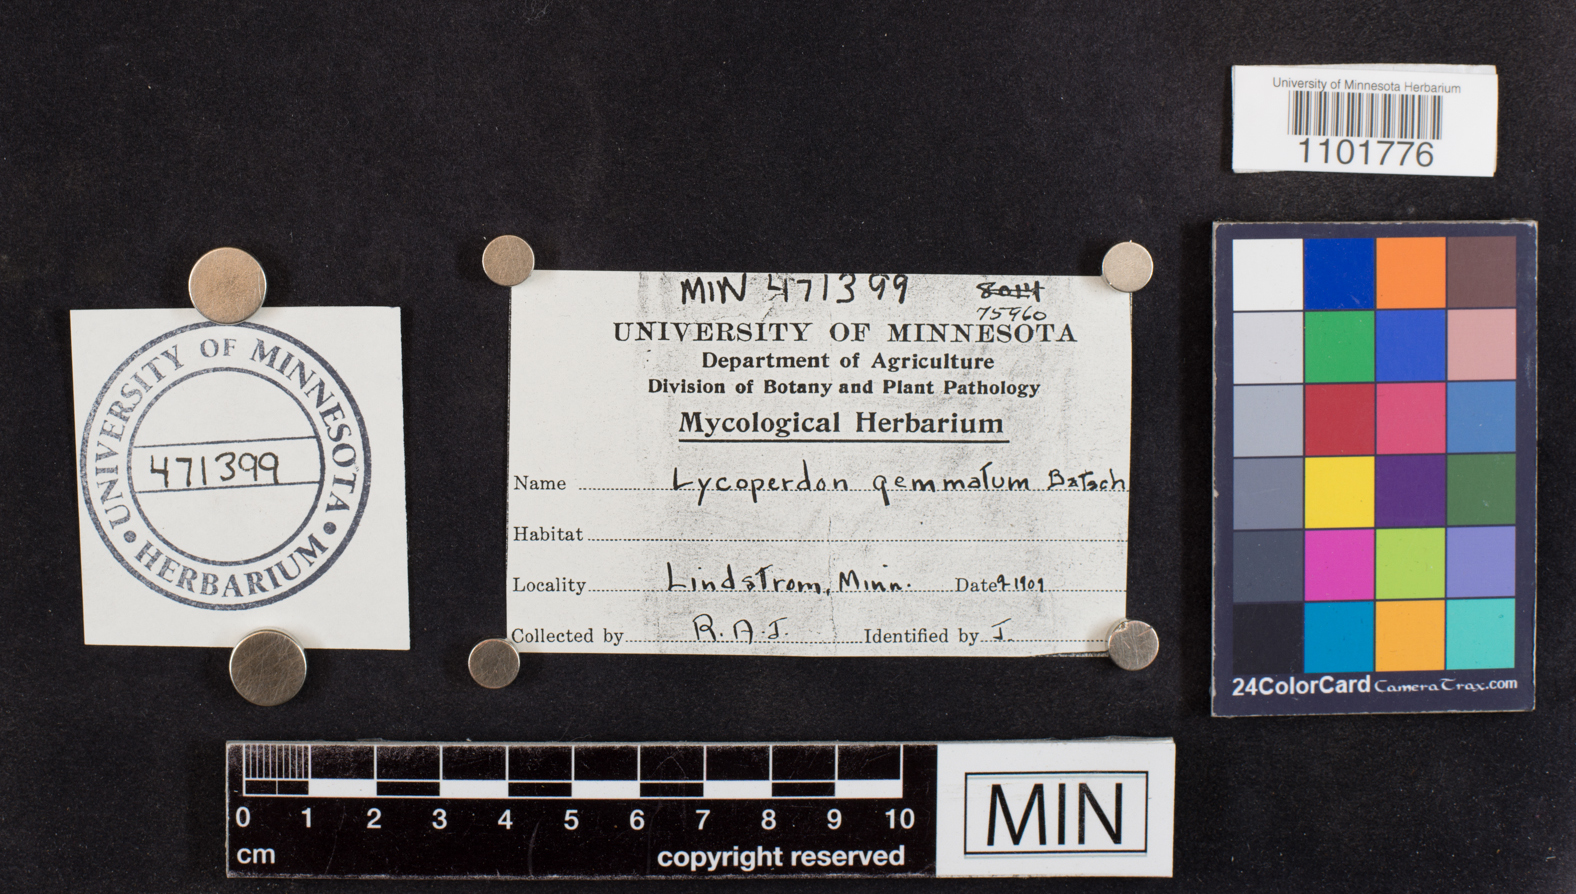 University of Minnesota Herbarium
1101776
UNIVERSITY OF MINNESOTA
471399
HERBARIUM
MIN 471399
75960
UNIVERSITY OF MINNESOTA
Department of Agriculture
Division of Botany and Plant Pathology
Mycological Herbarium
Name Lycoperdon gemmatum Batsch
Habitat
Locality Lindstrom, Minn. Date 9-1909
Collected by R.A.J. Identified by J.
24ColorCard CameraTrax.com
0 1 2 3 4 5 6 7 8 9 10
cm copyright reserved
MIN